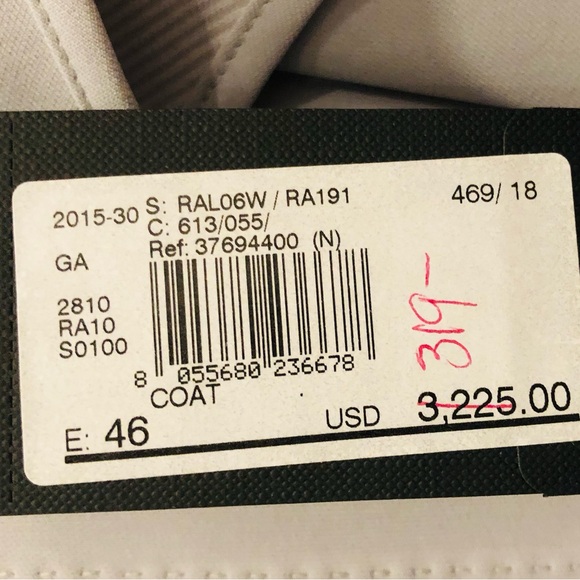 2015-30 S: RAL06W / RA191 469/ 18
C: 613/055/
GA Ref: 37694400 (N)
2810
RA10
S0100
319-
8 055680 236678
COAT
E: 46 USD 3,225.00